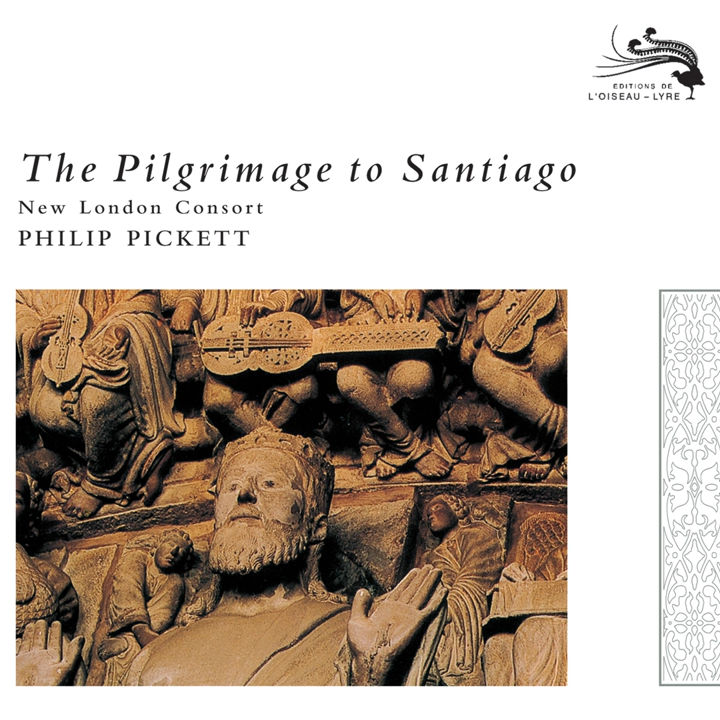 EDITIONS DE
L'OISEAU – LYRE
The Pilgrimage to Santiago
New London Consort
PHILIP PICKETT